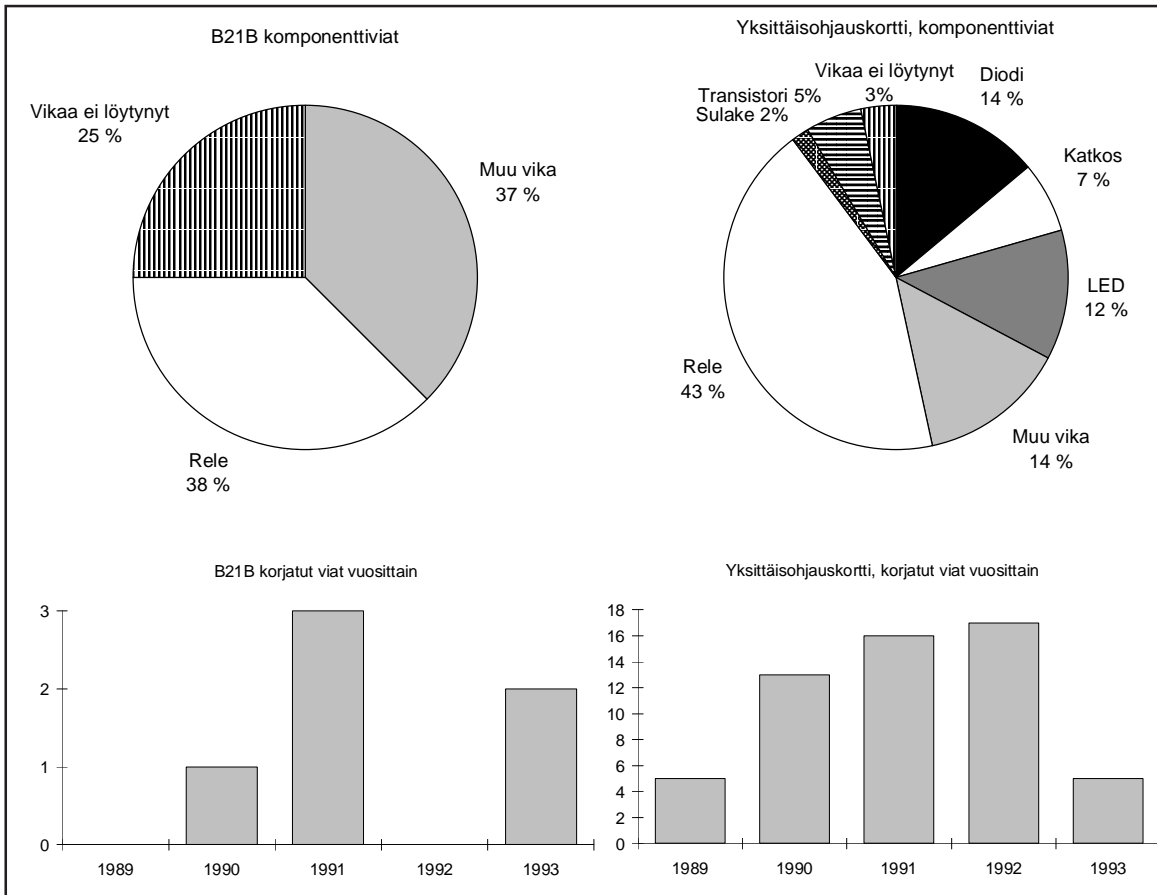 B21B komponenttiviat
Vikaa ei löytynyt
25 %
Muu vika
37 %
Rele
38 %
Yksittäisohjauskortti, komponenttiviat
Vikaa ei löytynyt
3%
Diodi
14 %
Transistori 5%
Sulake 2%
Katkos
7 %
LED
12 %
Rele
43 %
Muu vika
14 %
B21B korjatut viat vuosittain
3
2
1
0
1989 1990 1991 1992 1993
Yksittäisohjauskortti, korjatut viat vuosittain
18
16
14
12
10
8
6
4
2
0
1989 1990 1991 1992 1993